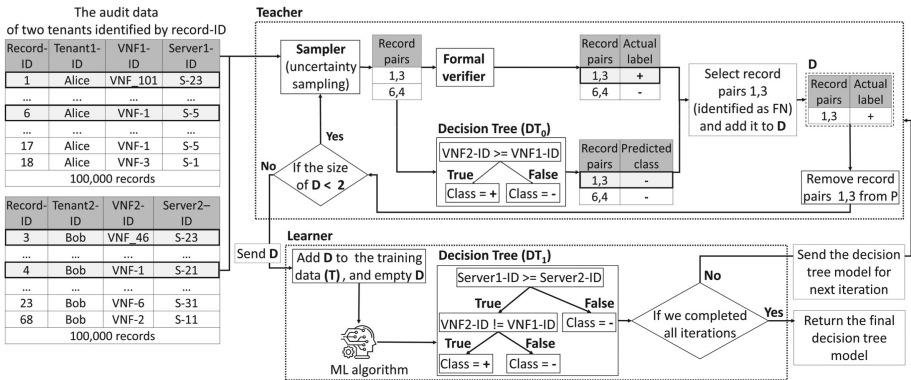 The audit data
of two tenants identified by record-ID
Record-ID Tenant1-ID VNF1-ID Server1-ID
1 Alice VNF_101 S-23
... ... ... ...
6 Alice VNF-1 S-5
... ... ... ...
17 Alice VNF-1 S-5
18 Alice VNF-3 S-1
100,000 records
Record-ID Tenant2-ID VNF2-ID Server2–ID
3 Bob VNF_46 S-23
... ... ... ...
4 Bob VNF-1 S-21
... ... ... ...
23 Bob VNF-6 S-31
68 Bob VNF-2 S-11
100,000 records
Teacher
Sampler
(uncertainty
sampling)
Record
pairs
1,3
6,4
Formal
verifier
Record pairs Actual label
1,3 +
6,4 -
Select record
pairs 1,3
(identified as FN)
and add it to D
D
Record pairs Actual label
1,3 +
Decision Tree (DT0)
VNF2-ID >= VNF1-ID
True False
Class = + Class = -
Record pairs Predicted class
1,3 -
6,4 -
Remove record
pairs 1,3 from P
Yes
No
If the size
of D < 2
Send D
Learner
Add D to the training
data (T), and empty D
ML algorithm
Decision Tree (DT1)
Server1-ID >= Server2-ID
True False
VNF2-ID != VNF1-ID Class = -
True False
Class = + Class = -
If we completed
all iterations
No
Yes
Send the decision
tree model for
next iteration
Return the final
decision tree
model